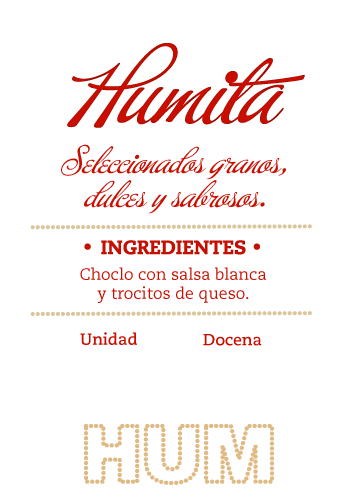 Humita
Seleccionados granos,
dulces y sabrosos.
• INGREDIENTES •
Choclo con salsa blanca
y trocitos de queso.
Unidad Docena
HUM